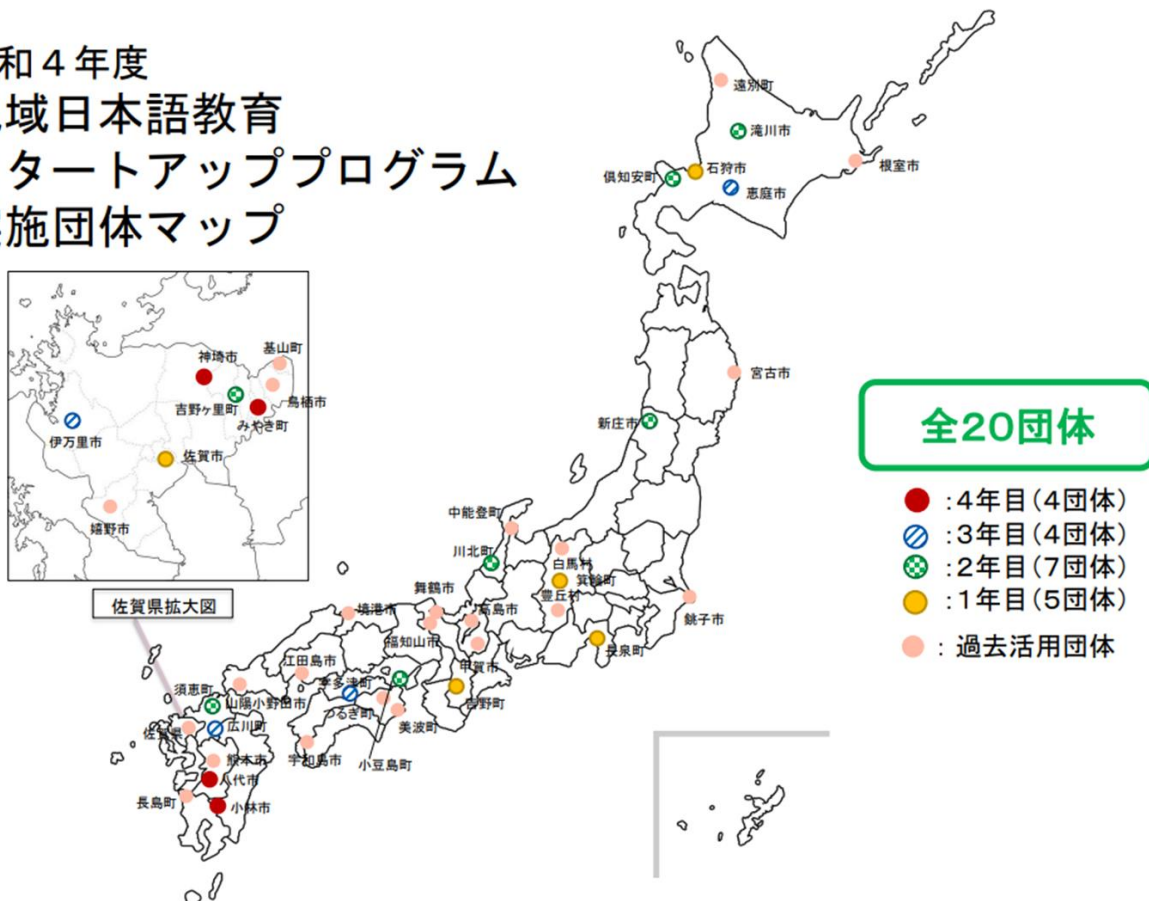 和４年度
域日本語教育
タートアッププログラム
施団体マップ
遠別町
滝川市
石狩市
根室市
倶知安町
恵庭市
宮古市
新庄市
基山町
神埼市
鳥栖市
吉野ヶ里町
みやき町
伊万里市
佐賀市
嬉野市
佐賀県拡大図
全20団体
：4年目（4団体）
：3年目（4団体）
：2年目（7団体）
：1年目（5団体）
：過去活用団体
中能登町
川北町
白馬村
箕輪町
豊丘村
銚子市
長泉町
舞鶴市
境港市
高島市
福知山市
甲賀市
江田島市
宇多津町
吉野町
須恵町
山陽小野田市
つるぎ町
美波町
佐賀県
広川町
宇和島市
小豆島町
熊本市
八代市
長島町
小林市